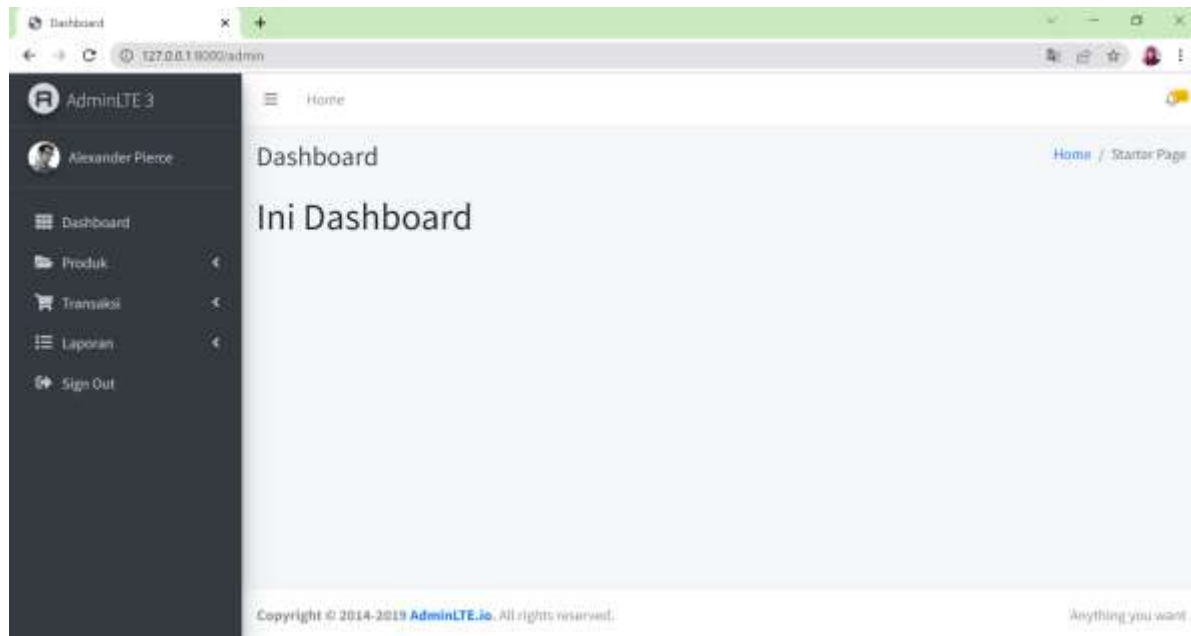 Dashboard
127.0.0.1:8000/admin
AdminLTE 3
Home
Alexander Pierce
Dashboard
Home / Starter Page
Ini Dashboard
Dashboard
Produk
Transaksi
Laporan
Sign Out
Copyright © 2014-2019 AdminLTE.io. All rights reserved.
Anything you want